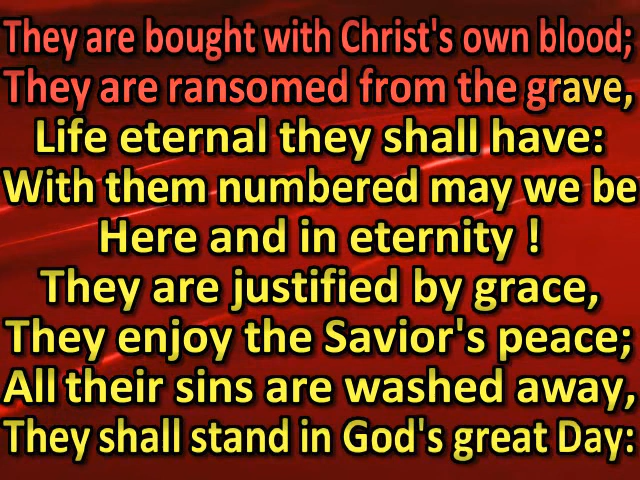 They are bought with Christ's own blood;
They are ransomed from the grave,
Life eternal they shall have:
With them numbered may we be
Here and in eternity !
They are justified by grace,
They enjoy the Savior's peace;
All their sins are washed away,
They shall stand in God's great Day: